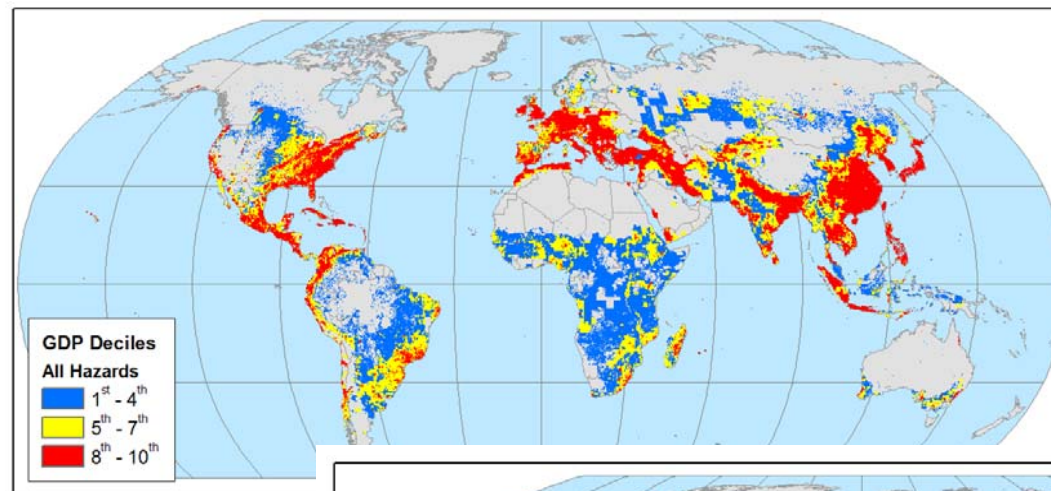 GDP Deciles
All Hazards
1st - 4th
5th - 7th
8th - 10th